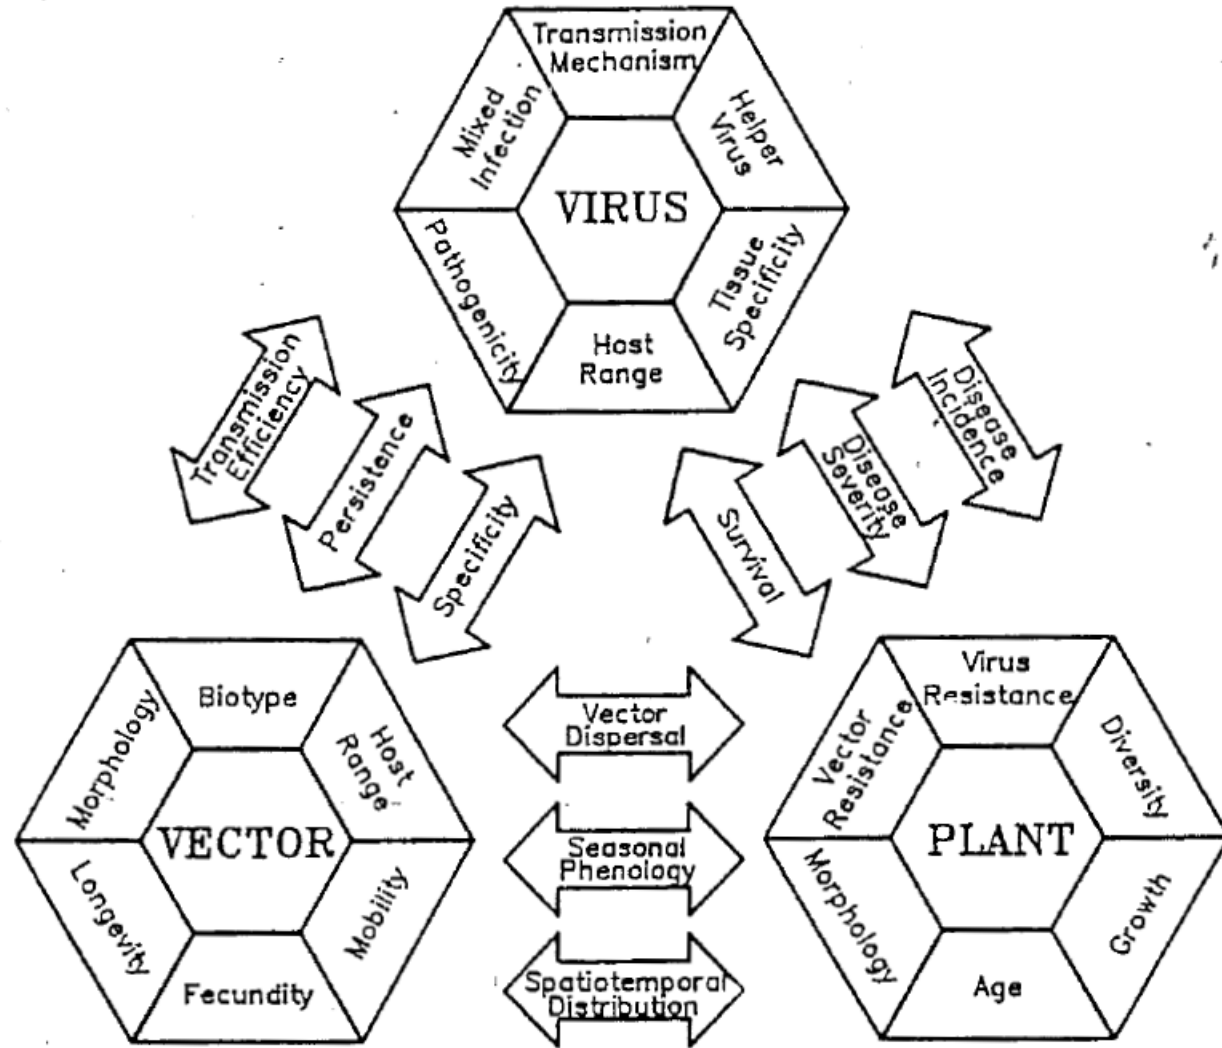 Transmission
Mechanism
Mixed
Infection
Helper
Virus
VIRUS
Pathogenicity
Tissue
Specificity
Host
Range
Transmission
Efficiency
Persistence
Specificity
Survival
Disease
Severity
Disease
Incidence
Biotype
Morphology
Host
Range
VECTOR
Longevity
Mobility
Fecundity
Vector
Dispersal
Seasonal
Phenology
Spatiotemporal
Distribution
Virus
Resistance
Vector
Resistance
Diversity
PLANT
Morphology
Growth
Age